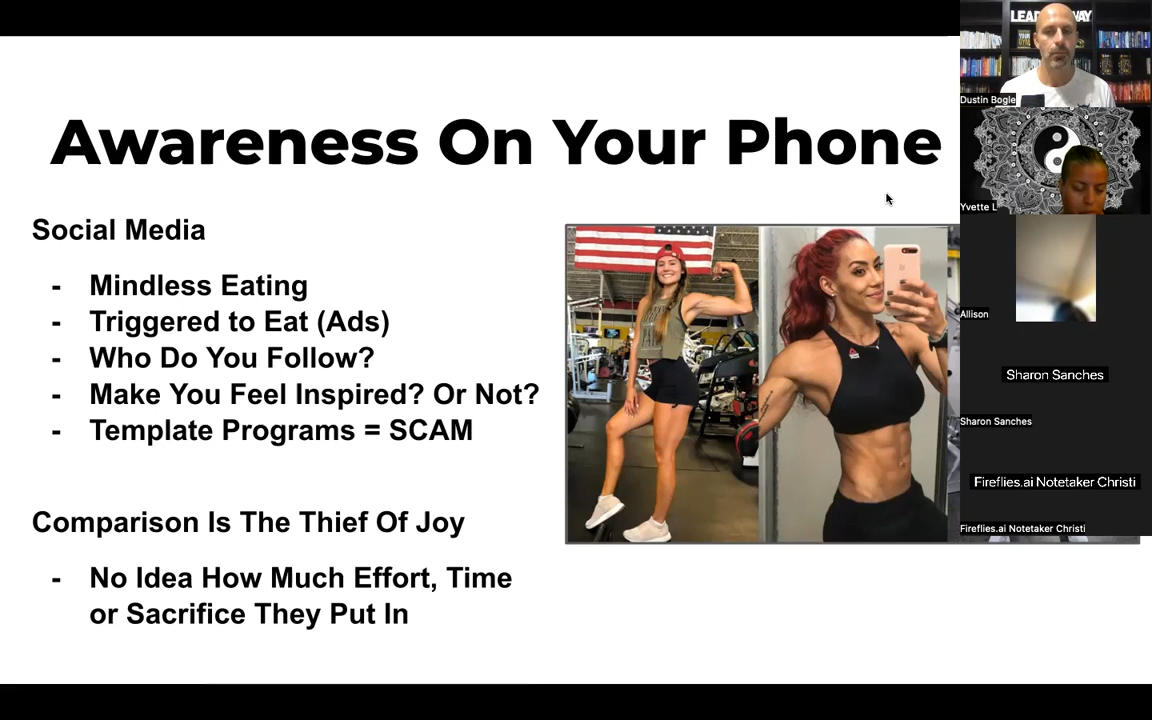 Awareness On Your Phone
Social Media
- Mindless Eating
- Triggered to Eat (Ads)
- Who Do You Follow?
- Make You Feel Inspired? Or Not?
- Template Programs = SCAM
Comparison Is The Thief Of Joy
- No Idea How Much Effort, Time
or Sacrifice They Put In
Dustin Bogle
Yvette L
Allison
Sharon Sanches
Sharon Sanches
Fireflies.ai Notetaker Christi
Fireflies.ai Notetaker Christi